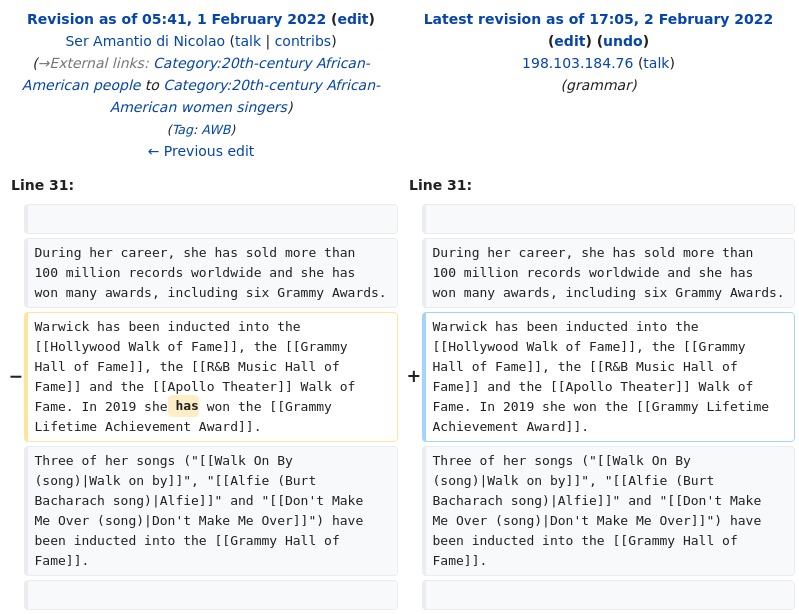 Revision as of 05:41, 1 February 2022 (edit)
Ser Amantio di Nicolao (talk | contribs)
(→External links: Category:20th-century African-
American people to Category:20th-century African-
American women singers)
(Tag: AWB)
← Previous edit
Latest revision as of 17:05, 2 February 2022
(edit) (undo)
198.103.184.76 (talk)
(grammar)
Line 31:
Line 31:
During her career, she has sold more than
100 million records worldwide and she has
won many awards, including six Grammy Awards.
During her career, she has sold more than
100 million records worldwide and she has
won many awards, including six Grammy Awards.
−
Warwick has been inducted into the
[[Hollywood Walk of Fame]], the [[Grammy
Hall of Fame]], the [[R&B Music Hall of
Fame]] and the [[Apollo Theater]] Walk of
Fame. In 2019 she has won the [[Grammy
Lifetime Achievement Award]].
+
Warwick has been inducted into the
[[Hollywood Walk of Fame]], the [[Grammy
Hall of Fame]], the [[R&B Music Hall of
Fame]] and the [[Apollo Theater]] Walk of
Fame. In 2019 she won the [[Grammy Lifetime
Achievement Award]].
Three of her songs ("[[Walk On By
(song)|Walk on by]]", "[[Alfie (Burt
Bacharach song)|Alfie]]" and "[[Don't Make
Me Over (song)|Don't Make Me Over]]") have
been inducted into the [[Grammy Hall of
Fame]].
Three of her songs ("[[Walk On By
(song)|Walk on by]]", "[[Alfie (Burt
Bacharach song)|Alfie]]" and "[[Don't Make
Me Over (song)|Don't Make Me Over]]") have
been inducted into the [[Grammy Hall of
Fame]].